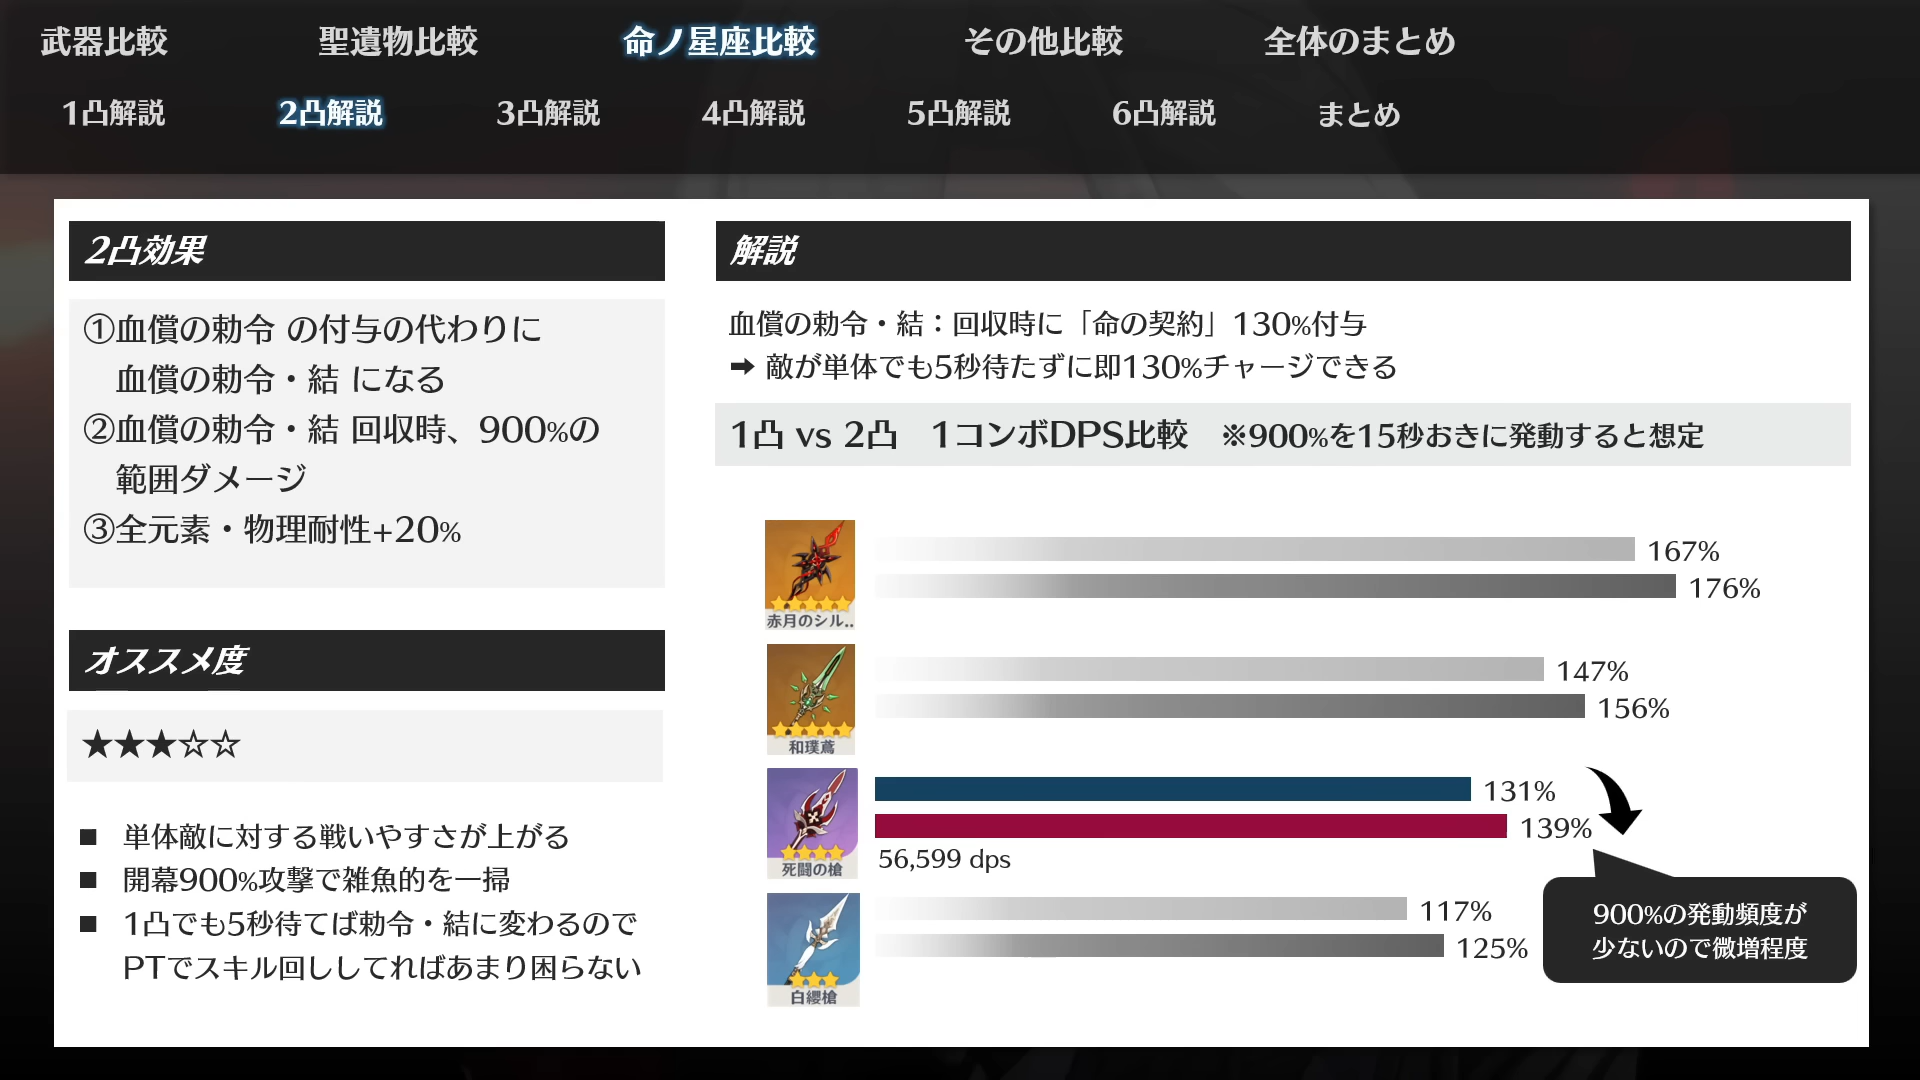 武器比較
聖遺物比較
命ノ星座比較
その他比較
全体のまとめ
1凸解説
2凸解説
3凸解説
4凸解説
5凸解説
6凸解説
まとめ
2凸効果
①血償の勅令 の付与の代わりに
血償の勅令・結 になる
②血償の勅令・結 回収時、900%の
範囲ダメージ
③全元素・物理耐性+20%
オススメ度
★★★☆☆
■ 単体敵に対する戦いやすさが上がる
■ 開幕900%攻撃で雑魚的を一掃
■ 1凸でも5秒待てば勅令・結に変わるので
PTでスキル回ししてればあまり困らない
解説
血償の勅令・結：回収時に「命の契約」130%付与
➡ 敵が単体でも5秒待たずに即130%チャージできる
1凸 vs 2凸 1コンボDPS比較 ※900%を15秒おきに発動すると想定
赤月のシル..
167%
176%
和璞鳶
147%
156%
死闘の槍
131%
139%
56,599 dps
白纓槍
117%
125%
900%の発動頻度が
少ないので微増程度